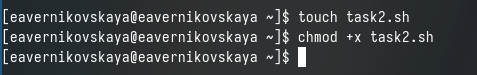 [eavernikovskaya@eavernikovskaya ~]$ touch task2.sh
[eavernikovskaya@eavernikovskaya ~]$ chmod +x task2.sh
[eavernikovskaya@eavernikovskaya ~]$